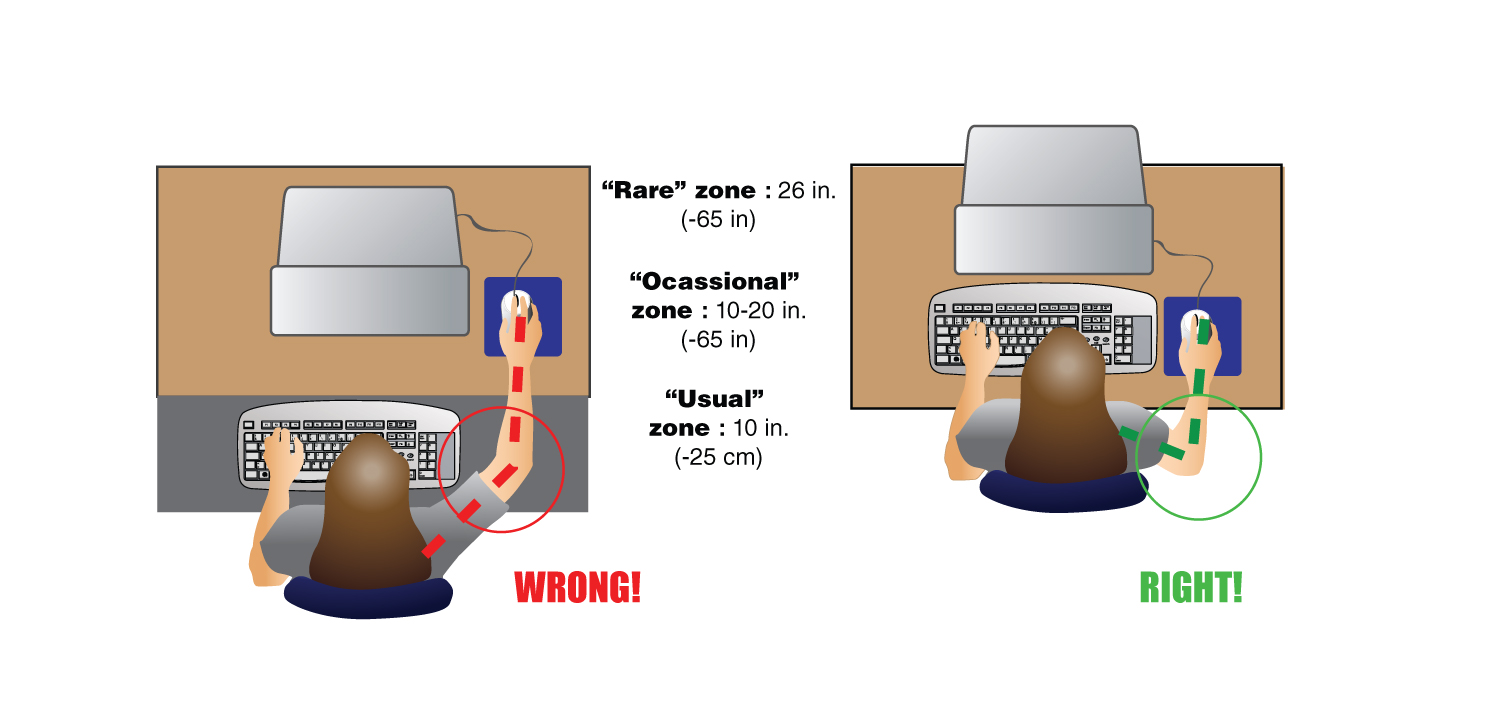 “Rare” zone : 26 in.
(-65 in)
“Ocassional”
zone : 10-20 in.
(-65 in)
“Usual”
zone : 10 in.
(-25 cm)
WRONG!
RIGHT!